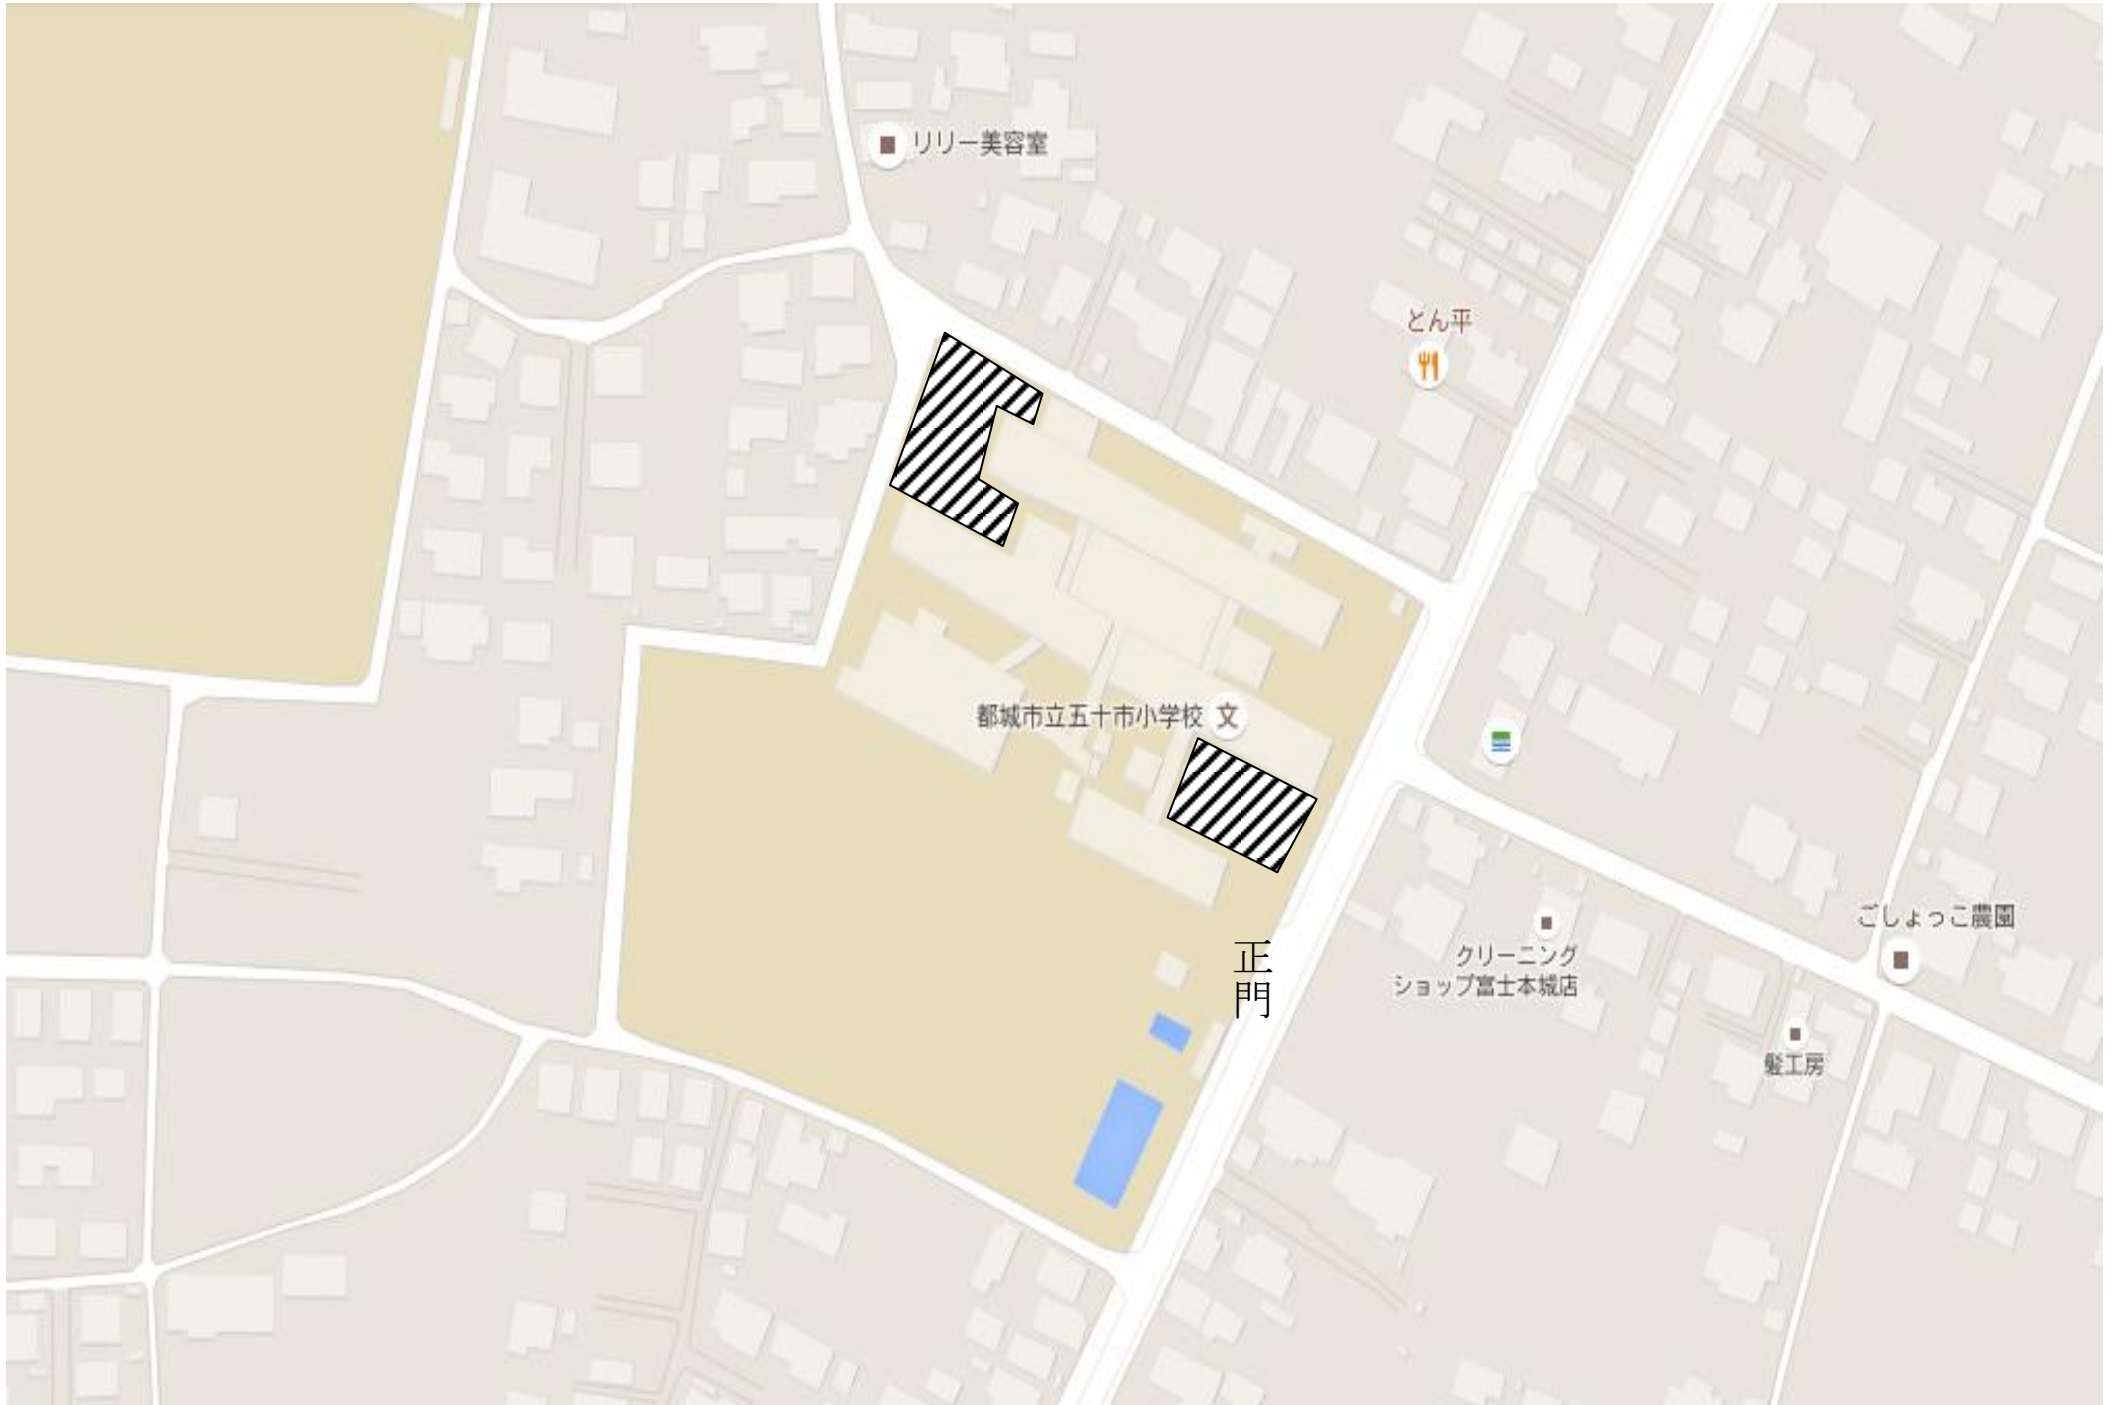 リリー美容室
とん平
都城市立五十市小学校
文
正門
クリーニング
ショップ富士本城店
ごしょっこ農園
髪工房